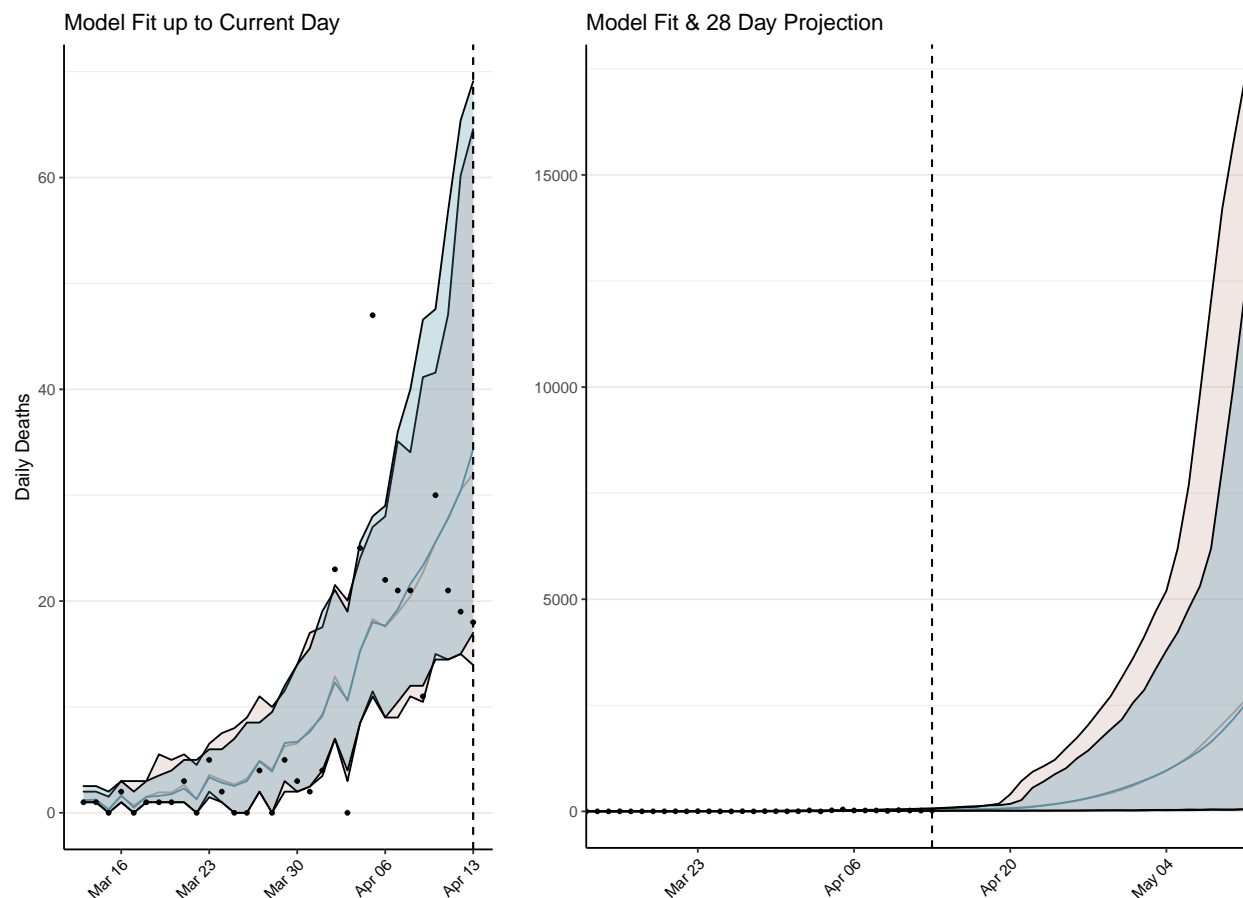 Model Fit up to Current Day
Daily Deaths
60
40
20
0
Mar 16
Mar 23
Mar 30
Apr 06
Apr 13
Model Fit & 28 Day Projection
15000
10000
5000
0
Mar 23
Apr 06
Apr 20
May 04